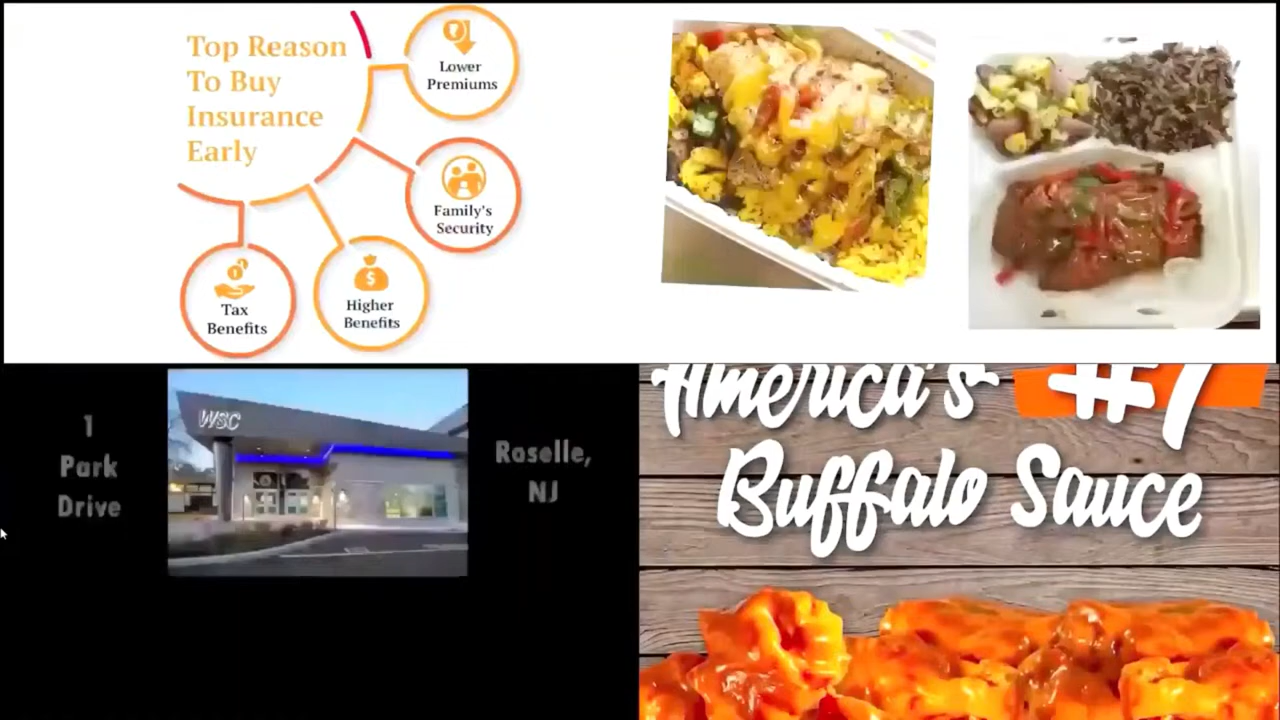 Top Reason
To Buy
Insurance
Early
Lower
Premiums
Family's
Security
Higher
Benefits
Tax
Benefits
1
Park
Drive
WSC
Roselle,
NJ
America's #1
Buffalo Sauce